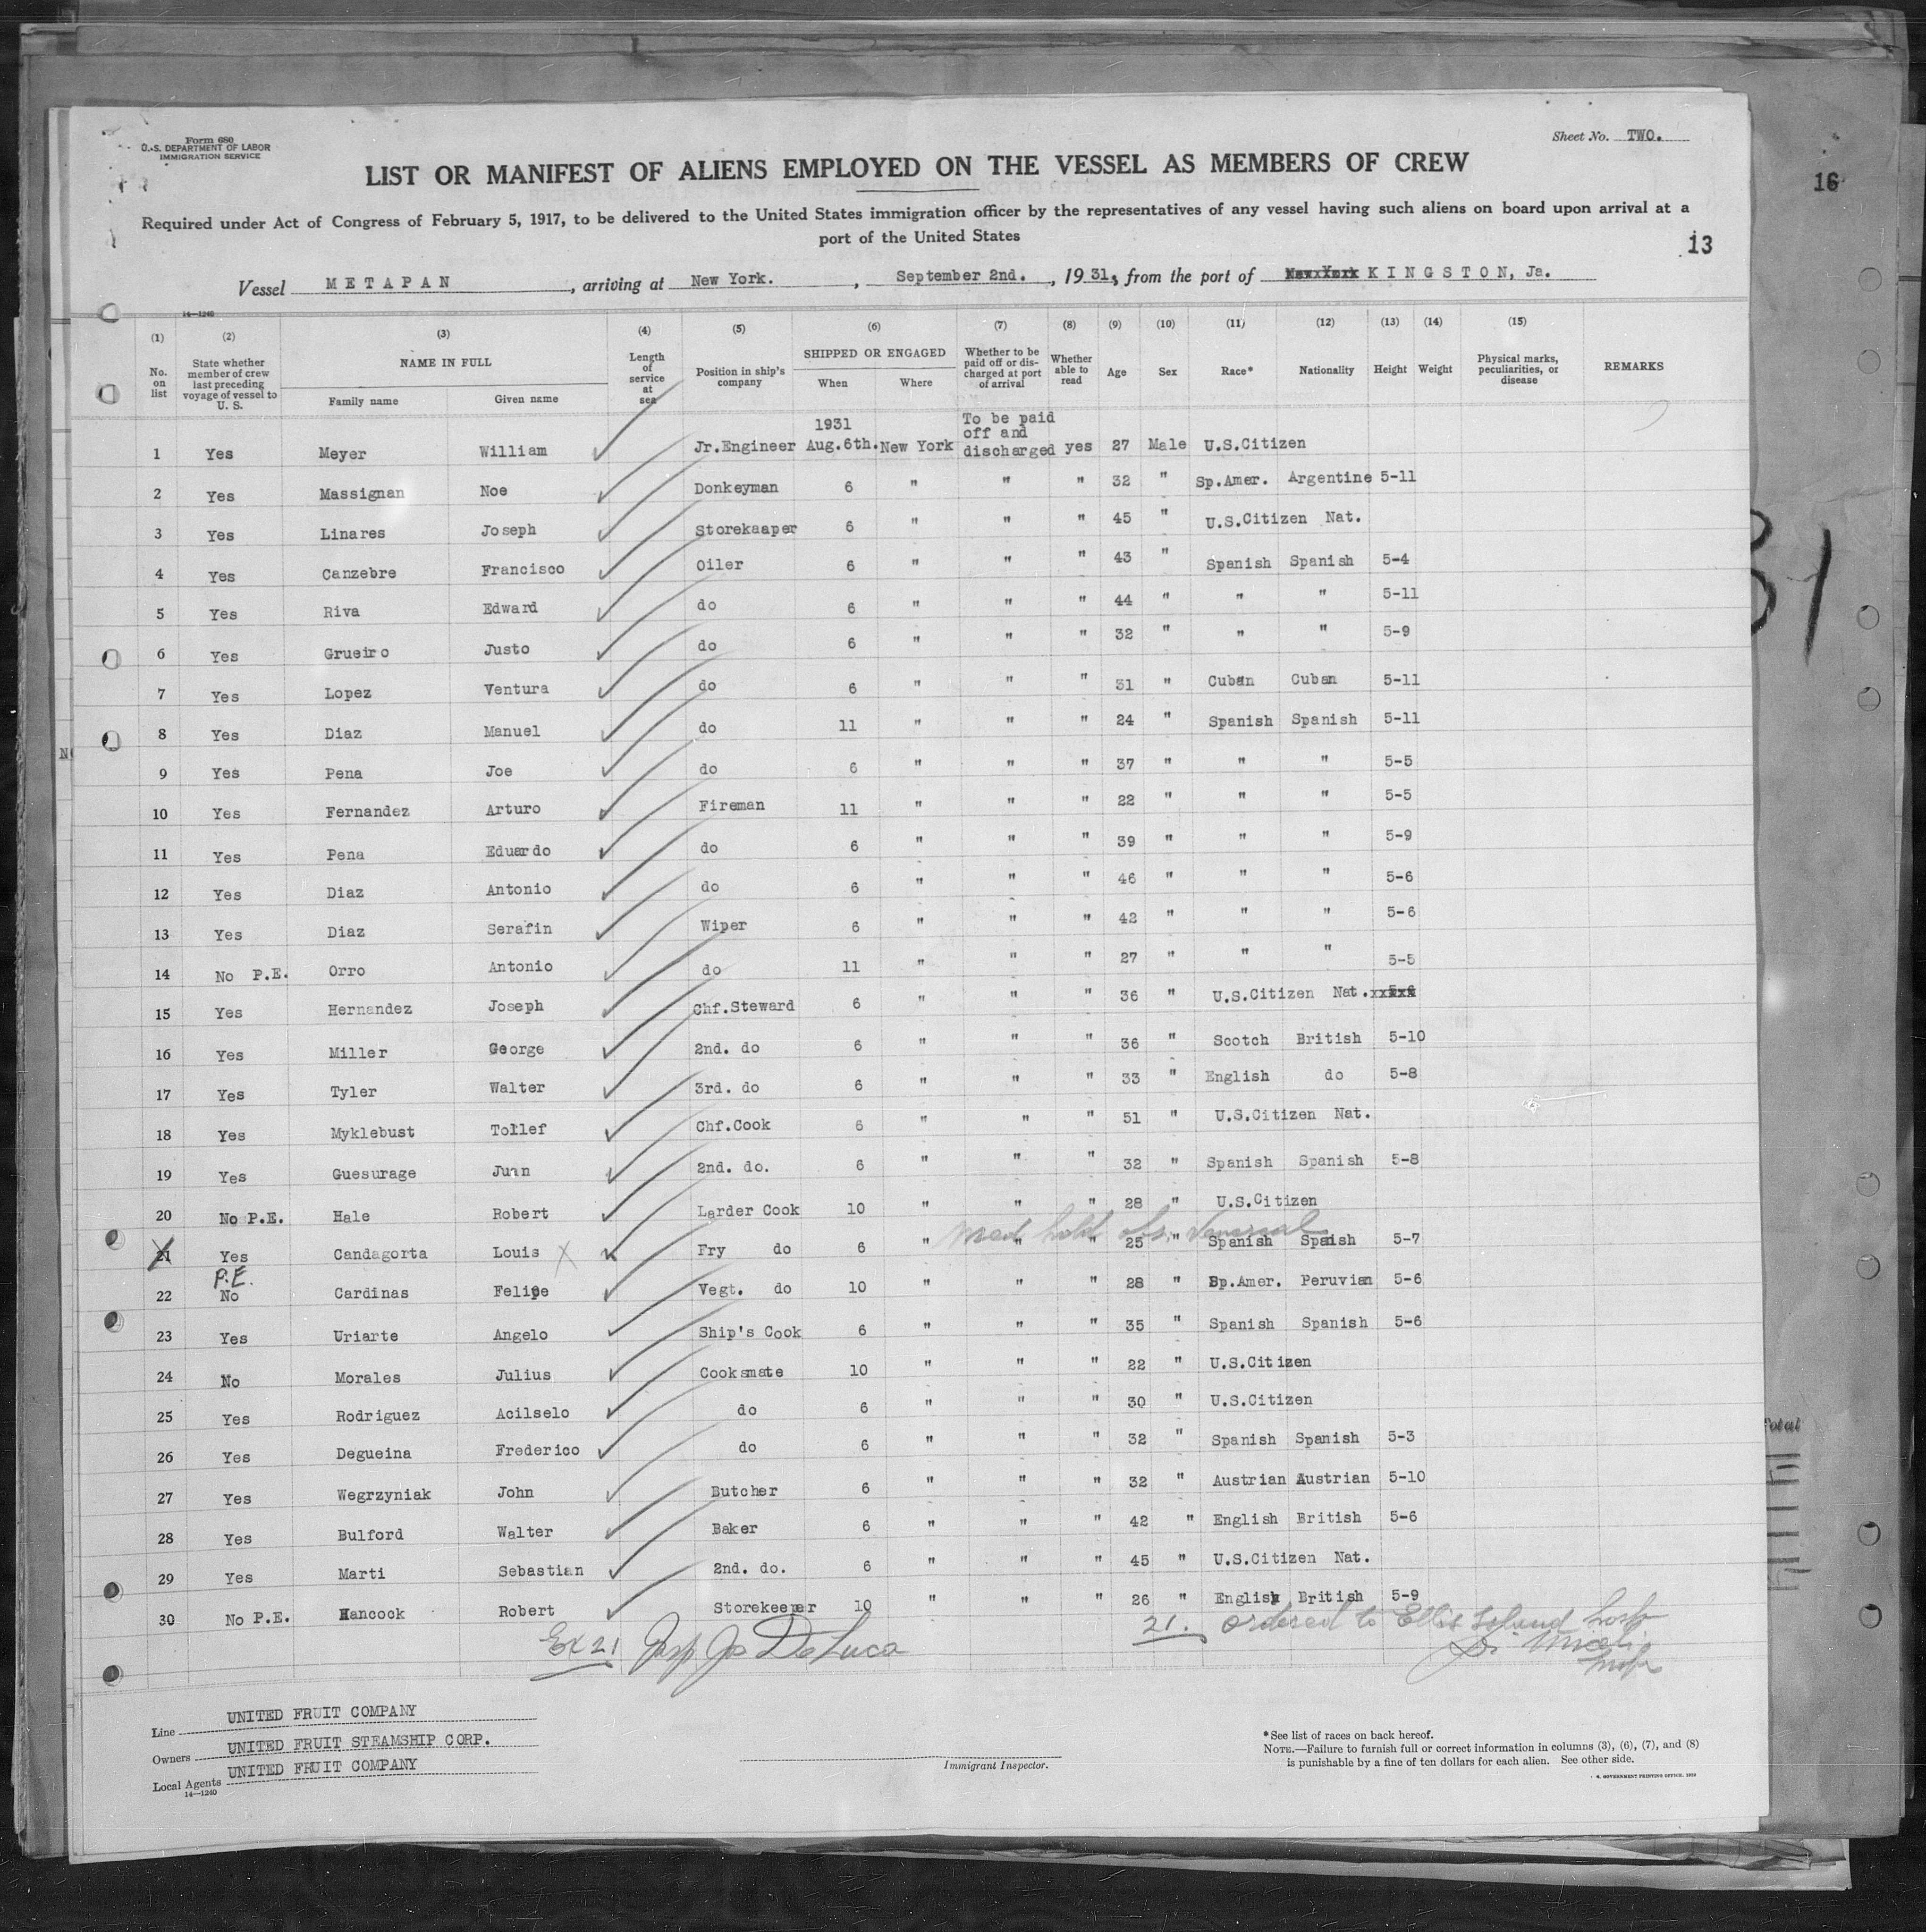 Form 680
U.S. DEPARTMENT OF LABOR
IMMIGRATION SERVICE
Sheet No. TWO.
LIST OR MANIFEST OF ALIENS EMPLOYED ON THE VESSEL AS MEMBERS OF CREW
16
Required under Act of Congress of February 5, 1917, to be delivered to the United States immigration officer by the representatives of any vessel having such aliens on board upon arrival at a
port of the United States
13
Vessel METAPAN, arriving at New York., September 2nd., 1931, from the port of New York KINGSTON, Ja.
14—1240
(1) (2) (3) (4) (5) (6) (7) (8) (9) (10) (11) (12) (13) (14) (15)
No. on list State whether member of crew last preceding voyage of vessel to U. S. NAME IN FULL Family name Given name Length of service at sea Position in ship's company SHIPPED OR ENGAGED When Where Whether to be paid off or discharged at port of arrival Whether able to read Age Sex Race* Nationality Height Weight Physical marks, peculiarities, or disease REMARKS
1 Yes Meyer William Jr.Engineer 1931 Aug.6th. New York To be paid off and discharged yes 27 Male U.S.Citizen
2 Yes Massignan Noe Donkeyman 6 " " " 32 " Sp.Amer. Argentine 5-11
3 Yes Linares Joseph Storekaaper 6 " " " 45 " U.S.Citizen Nat.
4 Yes Canzebre Francisco Oiler 6 " " " 43 " Spanish Spanish 5-4
5 Yes Riva Edward do 6 " " " 44 " " " 5-11
6 Yes Grueiro Justo do 6 " " " 32 " " " 5-9
7 Yes Lopez Ventura do 6 " " " 31 " Cuban Cuban 5-11
8 Yes Diaz Manuel do 11 " " " 24 " Spanish Spanish 5-11
9 Yes Pena Joe do 6 " " " 37 " " " 5-5
10 Yes Fernandez Arturo Fireman 11 " " " 22 " " " 5-5
11 Yes Pena Eduardo do 6 " " " 39 " " " 5-9
12 Yes Diaz Antonio do 6 " " " 46 " " " 5-6
13 Yes Diaz Serafin Wiper 6 " " " 42 " " " 5-6
14 No P.E. Orro Antonio do 11 " " " 27 " " " 5-5
15 Yes Hernandez Joseph Chf.Steward 6 " " " 36 " U.S.Citizen Nat.
16 Yes Miller George 2nd. do 6 " " " 36 " Scotch British 5-10
17 Yes Tyler Walter 3rd. do 6 " " " 33 " English do 5-8
18 Yes Myklebust Tollef Chf.Cook 6 " " " 51 " U.S.Citizen Nat.
19 Yes Guesurage Juan 2nd. do. 6 " " " 32 " Spanish Spanish 5-8
20 No P.E. Hale Robert Larder Cook 10 " " " 28 " U.S.Citizen
Med hold
21 Yes Candagorta Louis X Fry do 6 " " " 25 " Spanish Spaish 5-7
22 P.E. No Cardinas Felipe Vegt. do 10 " " " 28 " Sp.Amer. Peruvian 5-6
23 Yes Uriarte Angelo Ship's Cook 6 " " " 35 " Spanish Spanish 5-6
24 No Morales Julius Cooksmate 10 " " " 22 " U.S.Citizen
25 Yes Rodriguez Acilselo do 6 " " " 30 " U.S.Citizen
26 Yes Degueina Frederico do 6 " " " 32 " Spanish Spanish 5-3
27 Yes Wegrzyniak John Butcher 6 " " " 32 " Austrian Austrian 5-10
28 Yes Bulford Walter Baker 6 " " " 42 " English British 5-6
29 Yes Marti Sebastian 2nd. do. 6 " " " 45 " U.S.Citizen Nat.
30 No P.E. Hancock Robert Storekeeper 10 " " " 26 " English British 5-9
Ex 21 Insp Jo DeLuca 21. ordered to Ellis Island hosp
Line UNITED FRUIT COMPANY
Owners UNITED FRUIT STEAMSHIP CORP.
Local Agents UNITED FRUIT COMPANY
14—1240
Immigrant Inspector.
*See list of races on back hereof.
NOTE.—Failure to furnish full or correct information in columns (3), (6), (7), and (8)
is punishable by a fine of ten dollars for each alien. See other side.